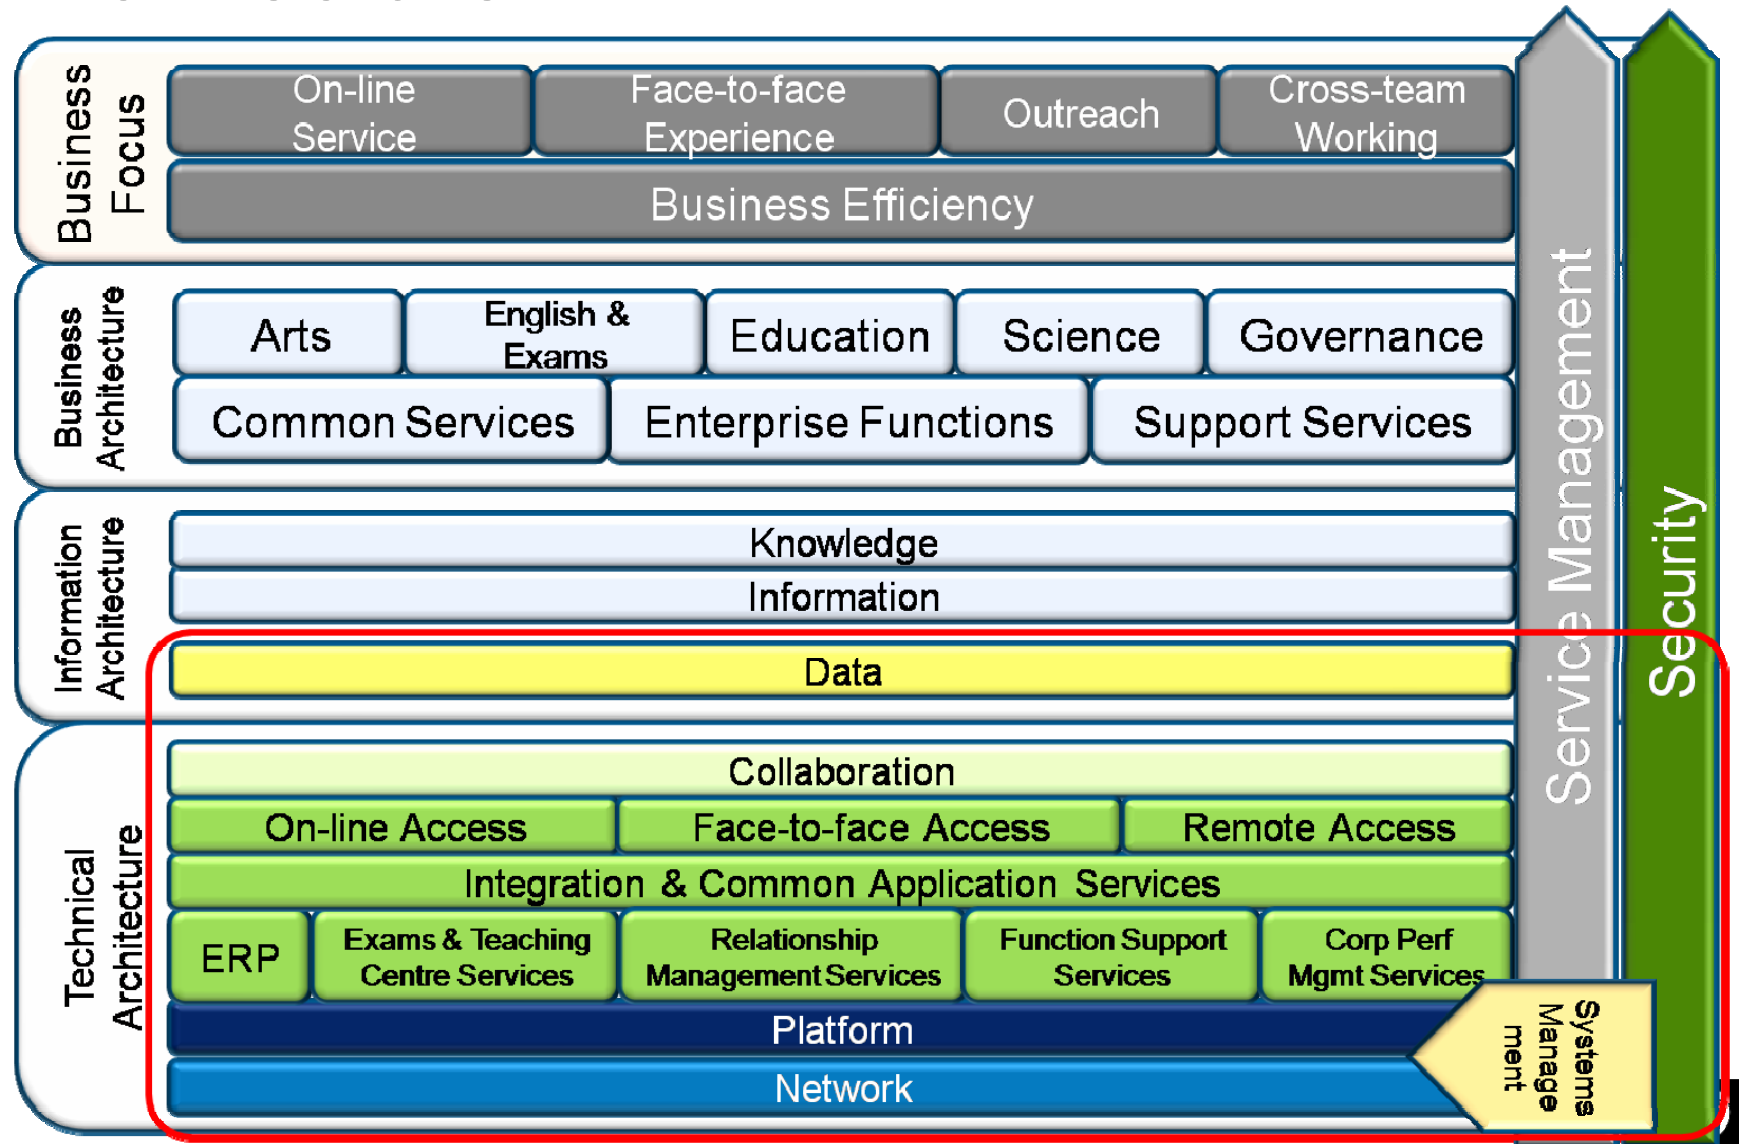 Business
Focus
On-line
Service
Face-to-face
Experience
Outreach
Cross-team
Working
Business Efficiency
Business
Architecture
Arts
English &
Exams
Education
Science
Governance
Common Services
Enterprise Functions
Support Services
Information
Architecture
Knowledge
Information
Data
Technical
Architecture
Collaboration
On-line Access
Face-to-face Access
Remote Access
Integration & Common Application Services
ERP
Exams & Teaching
Centre Services
Relationship
Management Services
Function Support
Services
Corp Perf
Mgmt Services
Platform
Network
Systems
Manage
ment
Service Management
Security